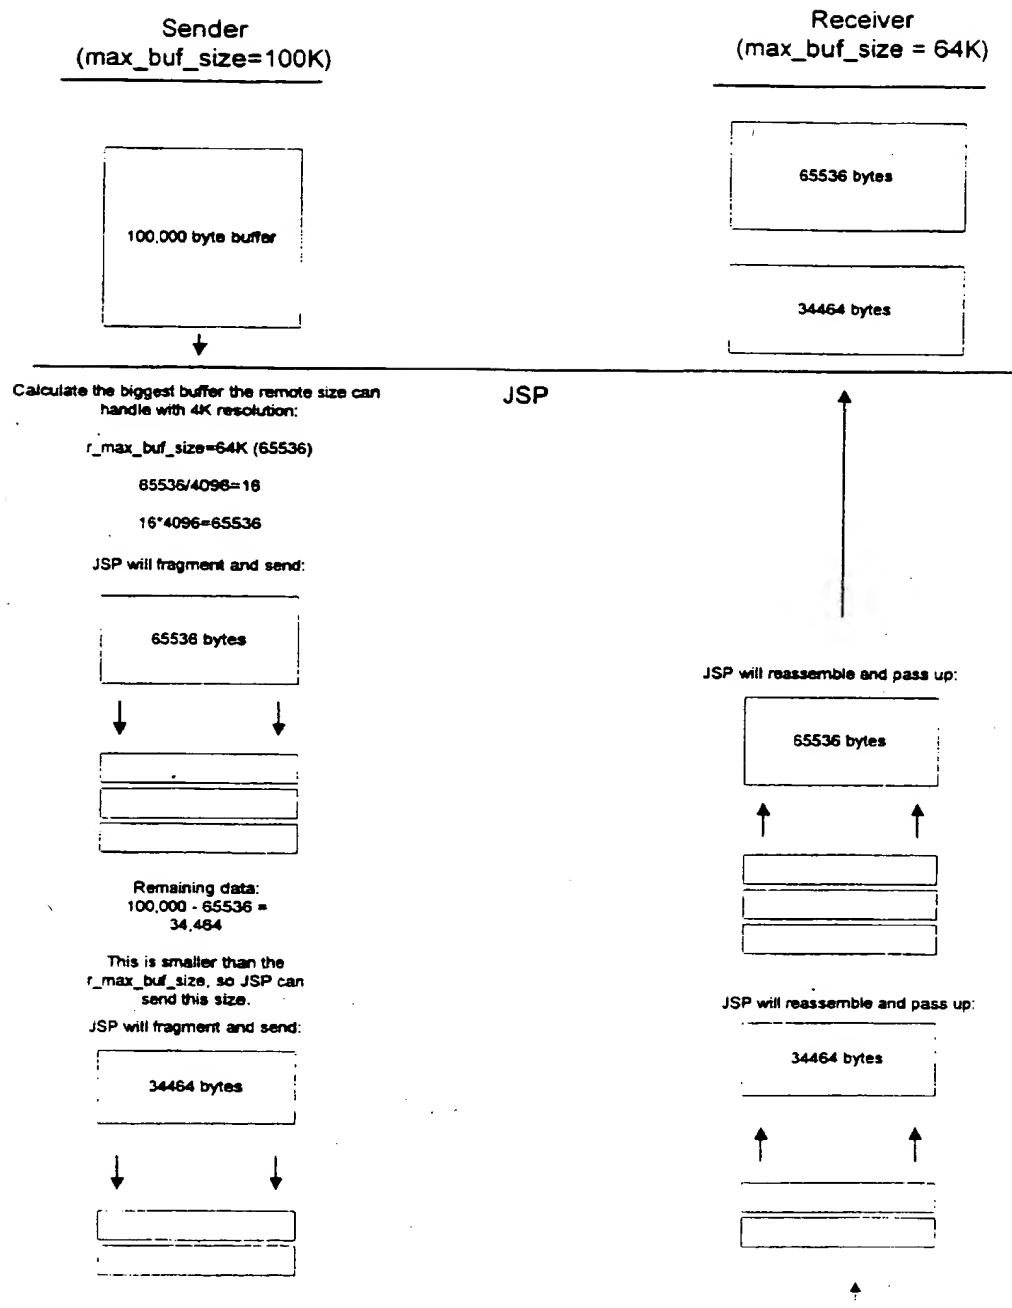 Sender
(max_buf_size=100K)
Receiver
(max_buf_size = 64K)
100,000 byte buffer
65536 bytes
34464 bytes
JSP
Calculate the biggest buffer the remote size can
handle with 4K resolution:
r_max_buf_size=64K (65536)
65536/4096=16
16*4096=65536
JSP will fragment and send:
65536 bytes
Remaining data:
100,000 - 65536 =
34,464
This is smaller than the
r_max_buf_size, so JSP can
send this size.
JSP will fragment and send:
34464 bytes
JSP will reassemble and pass up:
65536 bytes
JSP will reassemble and pass up:
34464 bytes